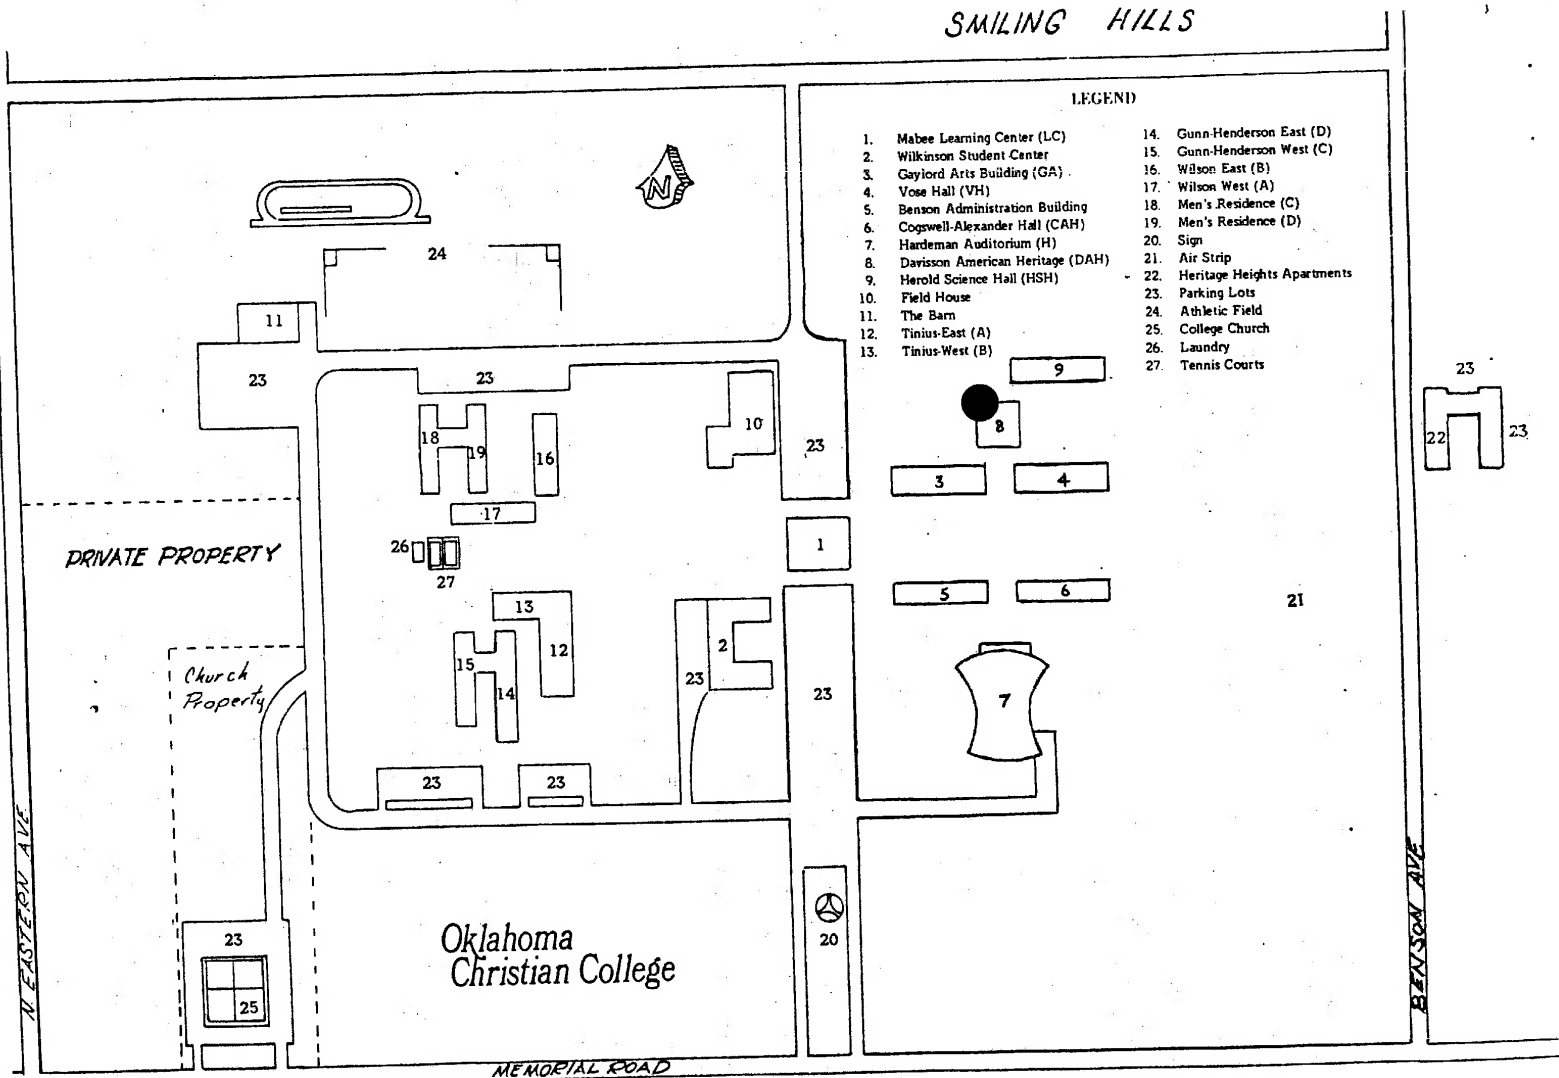 SMILING HILLS
LEGEND
1. Mabee Learning Center (LC)
2. Wilkinson Student Center
3. Gaylord Arts Building (GA)
4. Vose Hall (VH)
5. Benson Administration Building
6. Cogswell-Alexander Hall (CAH)
7. Hardeman Auditorium (H)
8. Davisson American Heritage (DAH)
9. Herold Science Hall (HSH)
10. Field House
11. The Barn
12. Tinius-East (A)
13. Tinius-West (B)
14. Gunn-Henderson East (D)
15. Gunn-Henderson West (C)
16. Wilson East (B)
17. Wilson West (A)
18. Men's Residence (C)
19. Men's Residence (D)
20. Sign
21. Air Strip
22. Heritage Heights Apartments
23. Parking Lots
24. Athletic Field
25. College Church
26. Laundry
27. Tennis Courts
N
24
11
23
23
9
23
8
10
18
19
16
23
22
23
3
4
17
26
27
1
PRIVATE PROPERTY
13
5
6
21
12
15
14
2
23
23
7
Church
Property
23
23
N. EASTERN AVE
BENSON AVE
23
25
Oklahoma
Christian College
20
MEMORIAL ROAD